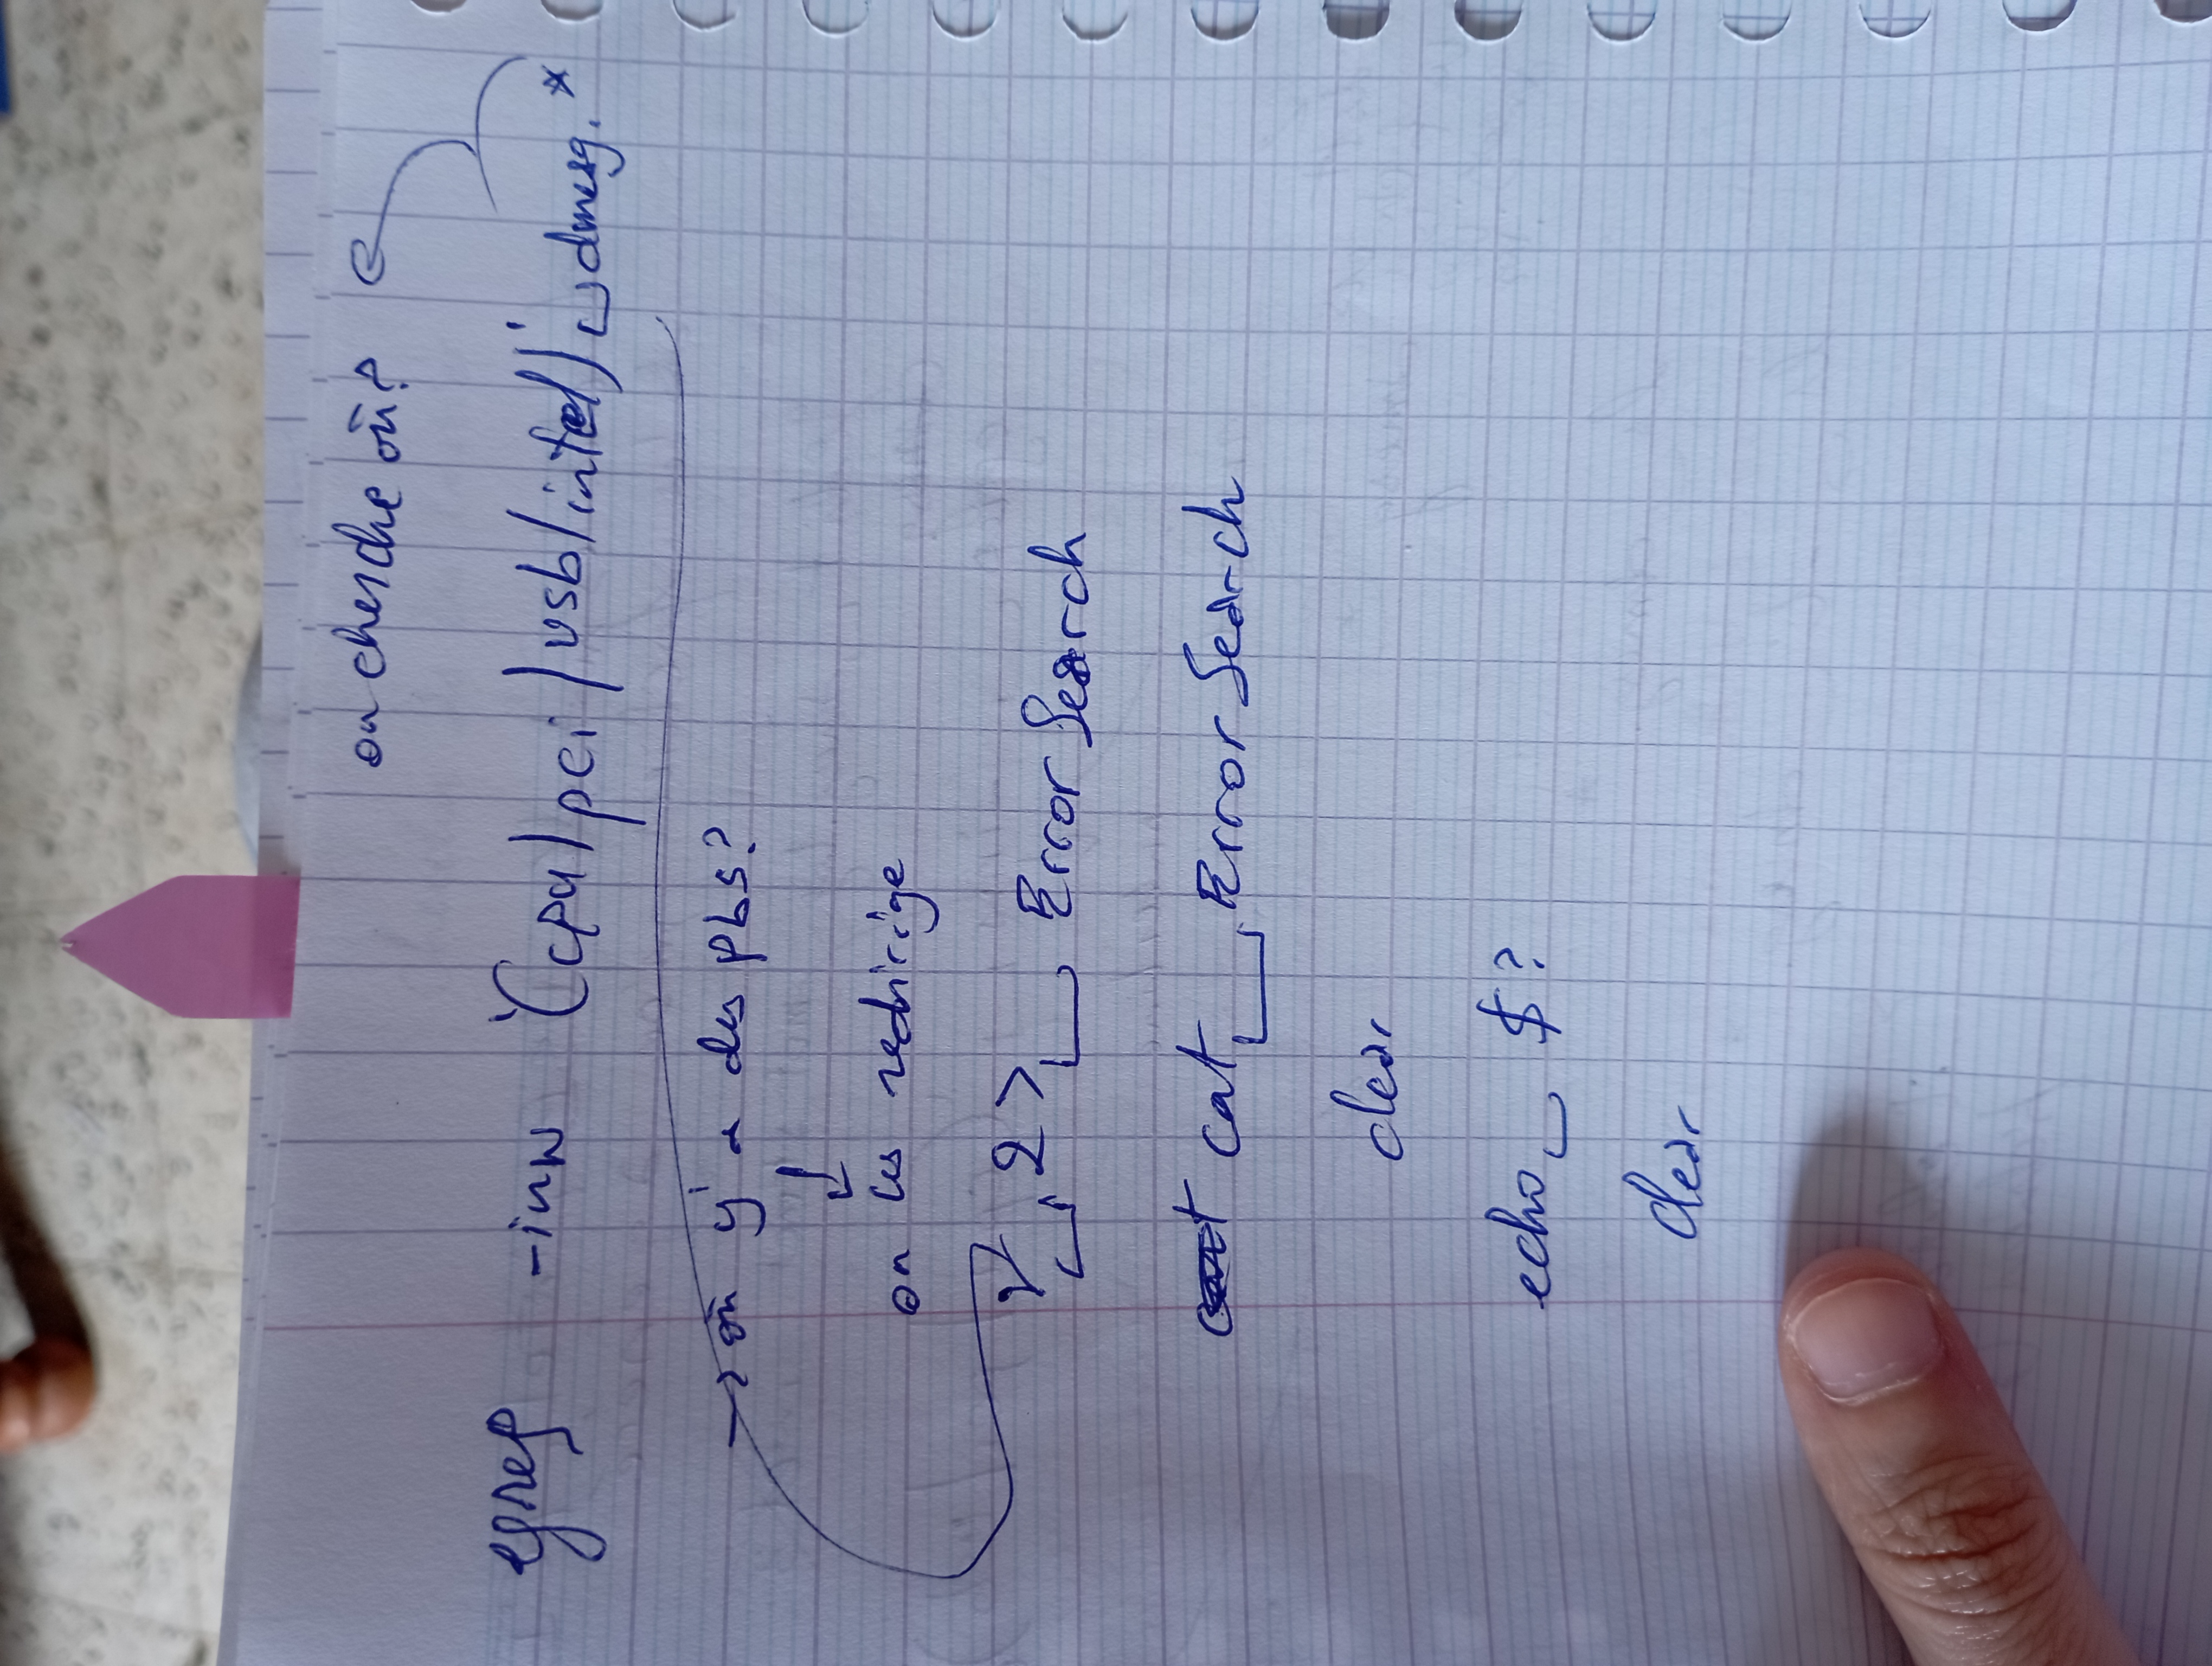 on cherche où?
egrep -inw '(cpu|pci|usb|intel)'␣dmesg.*
→ où y'a des pbs?
↓
on les redirige
␣2>␣ErrorSearch
cat␣ErrorSearch
clear
echo␣$?
clear